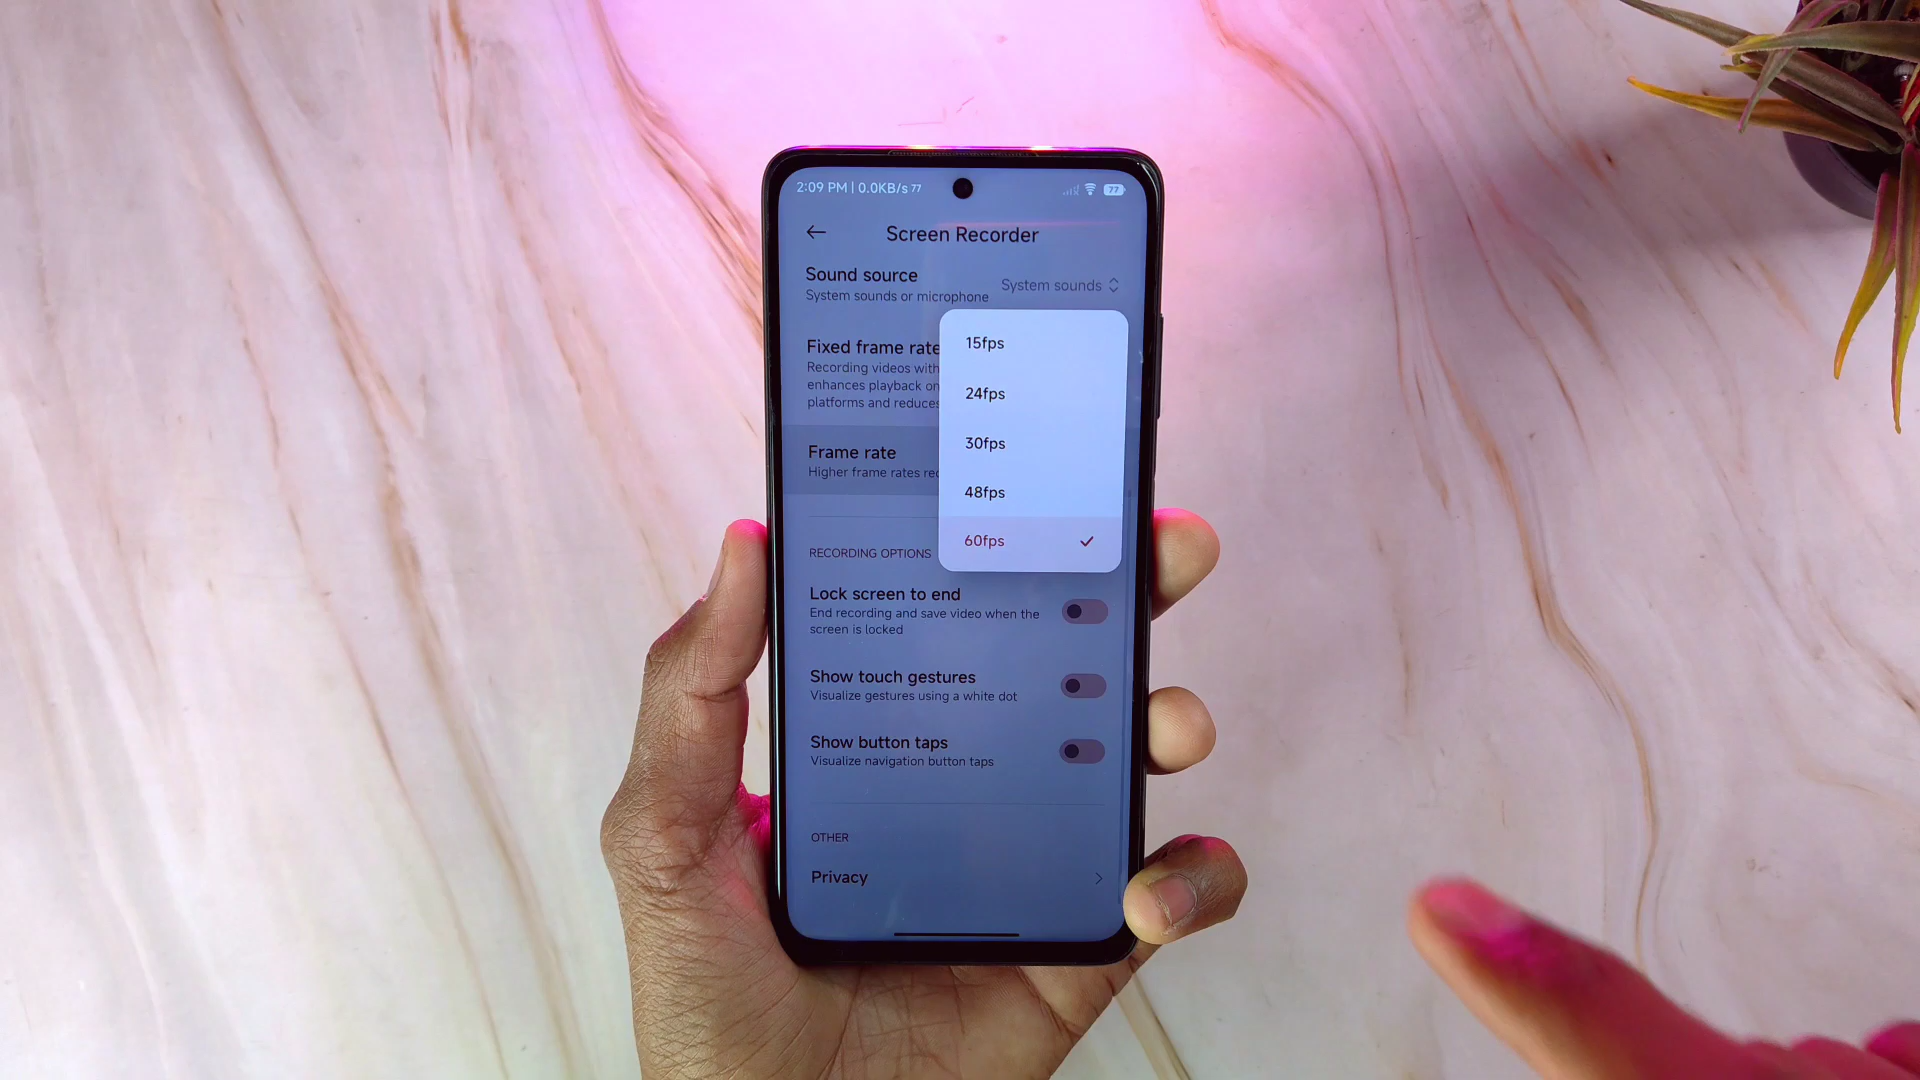 2:09 PM | 0.0KB/s 77
77
Screen Recorder
Sound source
System sounds or microphone
System sounds
Fixed frame rate
Recording videos with
enhances playback on
platforms and reduces
Frame rate
Higher frame rates
15fps
24fps
30fps
48fps
60fps
RECORDING OPTIONS
Lock screen to end
End recording and save video when the
screen is locked
Show touch gestures
Visualize gestures using a white dot
Show button taps
Visualize navigation button taps
OTHER
Privacy